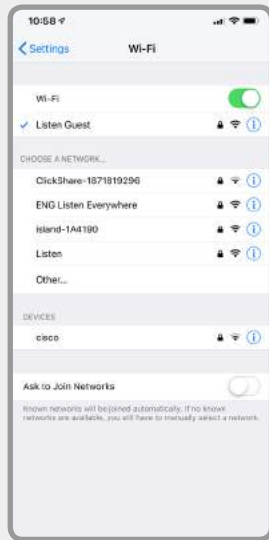 10:58
Settings
Wi-Fi
Wi-Fi
Listen Guest
CHOOSE A NETWORK...
ClickShare-1871819296
ENG Listen Everywhere
island-1A4190
Listen
Other...
DEVICES
cisco
Ask to Join Networks
Known networks will be joined automatically. If no known
networks are available, you will have to manually select a network.